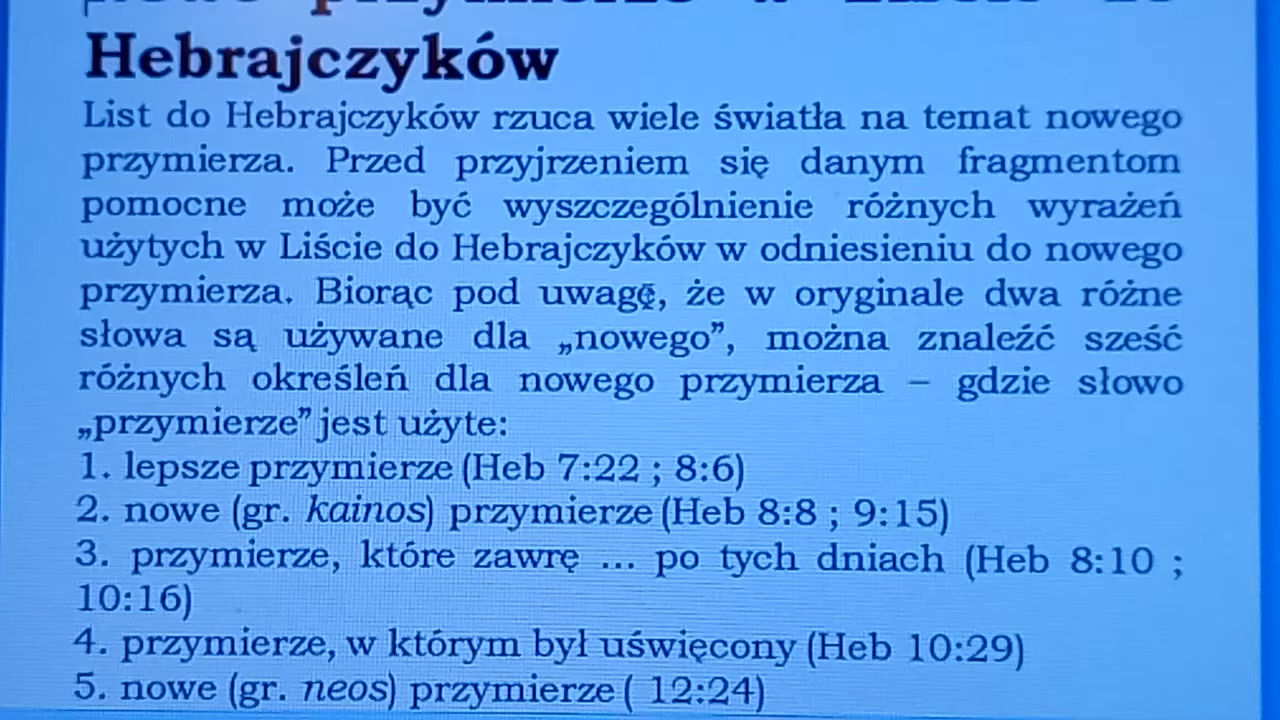 Hebrajczyków
List do Hebrajczyków rzuca wiele światła na temat nowego
przymierza. Przed przyjrzeniem się danym fragmentom
pomocne może być wyszczególnienie różnych wyrażeń
użytych w Liście do Hebrajczyków w odniesieniu do nowego
przymierza. Biorąc pod uwagę, że w oryginale dwa różne
słowa są używane dla „nowego”, można znaleźć sześć
różnych określeń dla nowego przymierza – gdzie słowo
„przymierze” jest użyte:
1. lepsze przymierze (Heb 7:22 ; 8:6)
2. nowe (gr. kainos) przymierze (Heb 8:8 ; 9:15)
3. przymierze, które zawrę ... po tych dniach (Heb 8:10 ;
10:16)
4. przymierze, w którym był uświęcony (Heb 10:29)
5. nowe (gr. neos) przymierze ( 12:24)